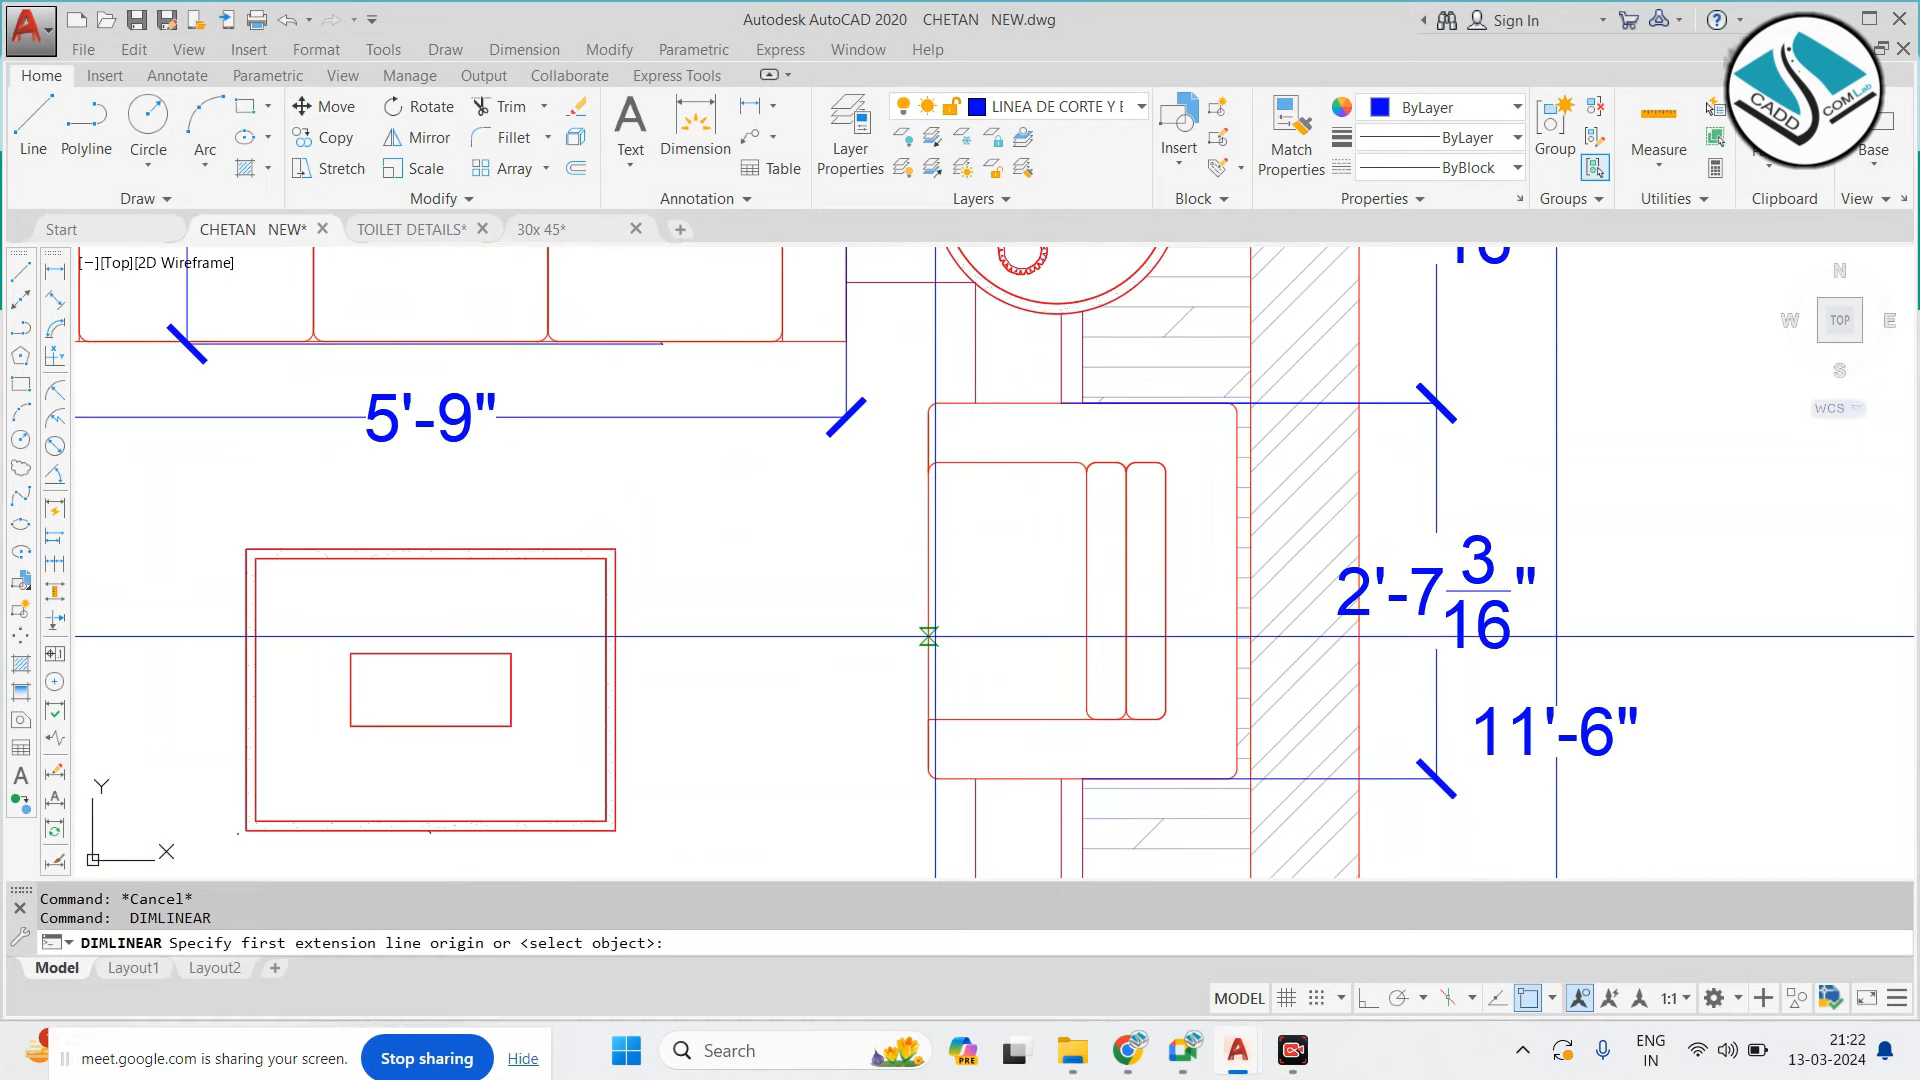 Autodesk AutoCAD 2020 CHETAN NEW.dwg
Sign In
File Edit View Insert Format Tools Draw Dimension Modify Parametric Express Window Help
Home Insert Annotate Parametric View Manage Output Collaborate Express Tools
Line Polyline Circle Arc
Move Rotate Trim
Copy Mirror Fillet
Stretch Scale Array
Text Dimension Table
Layer Properties
LINEA DE CORTE Y E
Insert
Match Properties
ByLayer
ByLayer
ByBlock
Group
Measure
Base
CADD COM Lab
Draw Modify Annotation Layers Block Properties Groups Utilities Clipboard View
Start CHETAN NEW* TOILET DETAILS* 30x 45*
[−][Top][2D Wireframe]
N
W TOP E
S
WCS
5'-9"
2'-7 3/16"
11'-6"
Y
X
Command: *Cancel*
Command: DIMLINEAR
DIMLINEAR Specify first extension line origin or <select object>:
Model Layout1 Layout2
MODEL 1:1
meet.google.com is sharing your screen. Stop sharing Hide
Search
PRE
ENG
IN
21:22
13-03-2024